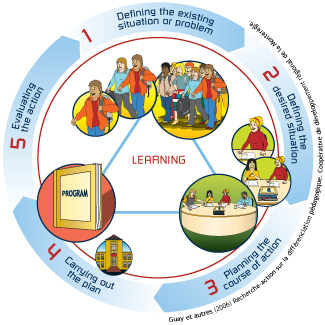 1
Defining the existing
situation or problem
2
Defining the
desired situation
3
Planning the
course of action
4
Carrying out
the plan
5
Evaluating
the action
LEARNING
PROGRAM
Guay et autres (2006) Recherche-action sur la différenciation pédagogique. Coopérative de développement régional de la Montérégie.